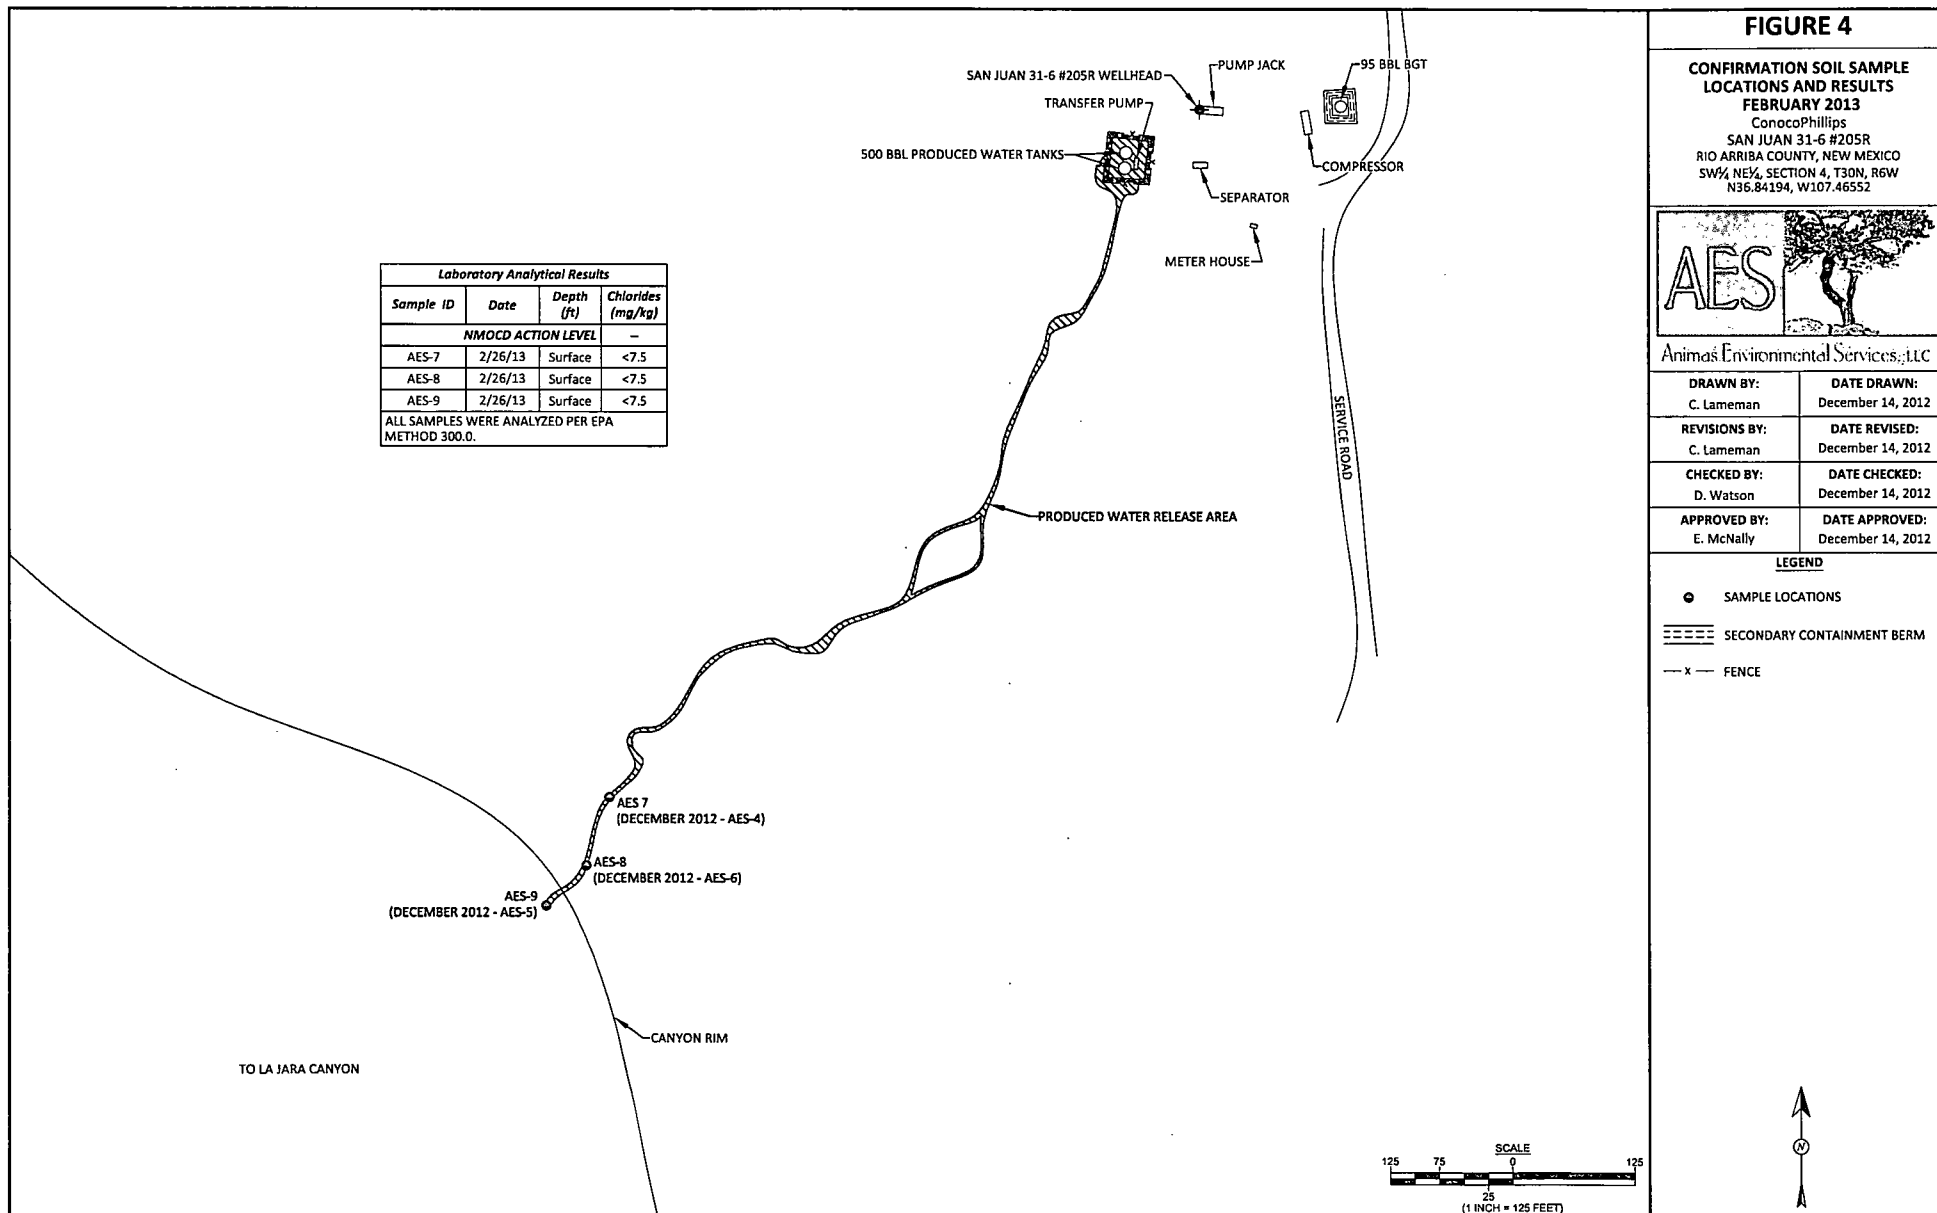 SAN JUAN 31-6 #205R WELLHEAD
PUMP JACK
95 BBL BGT
TRANSFER PUMP
500 BBL PRODUCED WATER TANKS
COMPRESSOR
SEPARATOR
METER HOUSE
Laboratory Analytical Results
Sample ID Date Depth (ft) Chlorides (mg/kg)
NMOCD ACTION LEVEL –
AES-7 2/26/13 Surface <7.5
AES-8 2/26/13 Surface <7.5
AES-9 2/26/13 Surface <7.5
ALL SAMPLES WERE ANALYZED PER EPA
METHOD 300.0.
SERVICE ROAD
PRODUCED WATER RELEASE AREA
AES 7
(DECEMBER 2012 - AES-4)
AES-8
(DECEMBER 2012 - AES-6)
AES-9
(DECEMBER 2012 - AES-5)
CANYON RIM
TO LA JARA CANYON
SCALE
125 75 0 125
25
(1 INCH = 125 FEET)
FIGURE 4
CONFIRMATION SOIL SAMPLE
LOCATIONS AND RESULTS
FEBRUARY 2013
ConocoPhillips
SAN JUAN 31-6 #205R
RIO ARRIBA COUNTY, NEW MEXICO
SW¼ NE¼, SECTION 4, T30N, R6W
N36.84194, W107.46552
AES
Animas Environmental Services, LLC
DRAWN BY: DATE DRAWN:
C. Lameman December 14, 2012
REVISIONS BY: DATE REVISED:
C. Lameman December 14, 2012
CHECKED BY: DATE CHECKED:
D. Watson December 14, 2012
APPROVED BY: DATE APPROVED:
E. McNally December 14, 2012
LEGEND
SAMPLE LOCATIONS
SECONDARY CONTAINMENT BERM
x FENCE
N